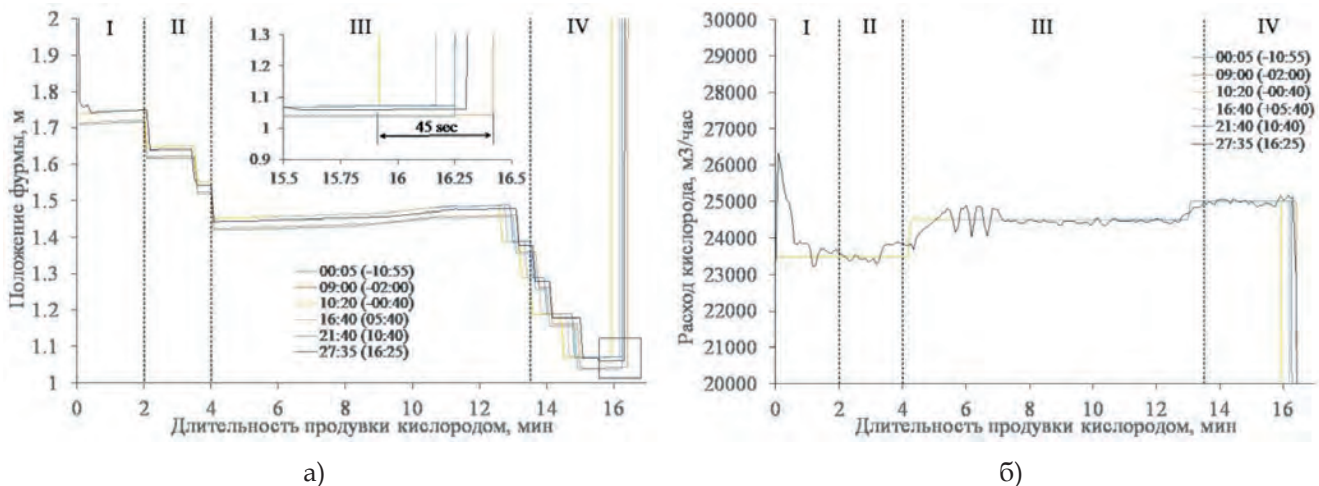 2
1.9
1.8
1.7
1.6
1.5
1.4
1.3
1.2
1.1
1
Положение фурмы, м
I
II
III
IV
1.3
1.2
1.1
1
0.9
45 sec
15.5 15.75 16 16.25 16.5
00:05 (-10:55)
09:00 (-02:00)
10:20 (-00:40)
16:40 (05:40)
21:40 (10:40)
27:35 (16:25)
0 2 4 6 8 10 12 14 16
Длительность продувки кислородом, мин
а)
30000
29000
28000
27000
26000
25000
24000
23000
22000
21000
20000
Расход кислорода, м3/час
I
II
III
IV
00:05 (-10:55)
09:00 (-02:00)
10:20 (-00:40)
16:40 (+05:40)
21:40 (10:40)
27:35 (16:25)
0 2 4 6 8 10 12 14 16
Длительность продувки кислородом, мин
б)